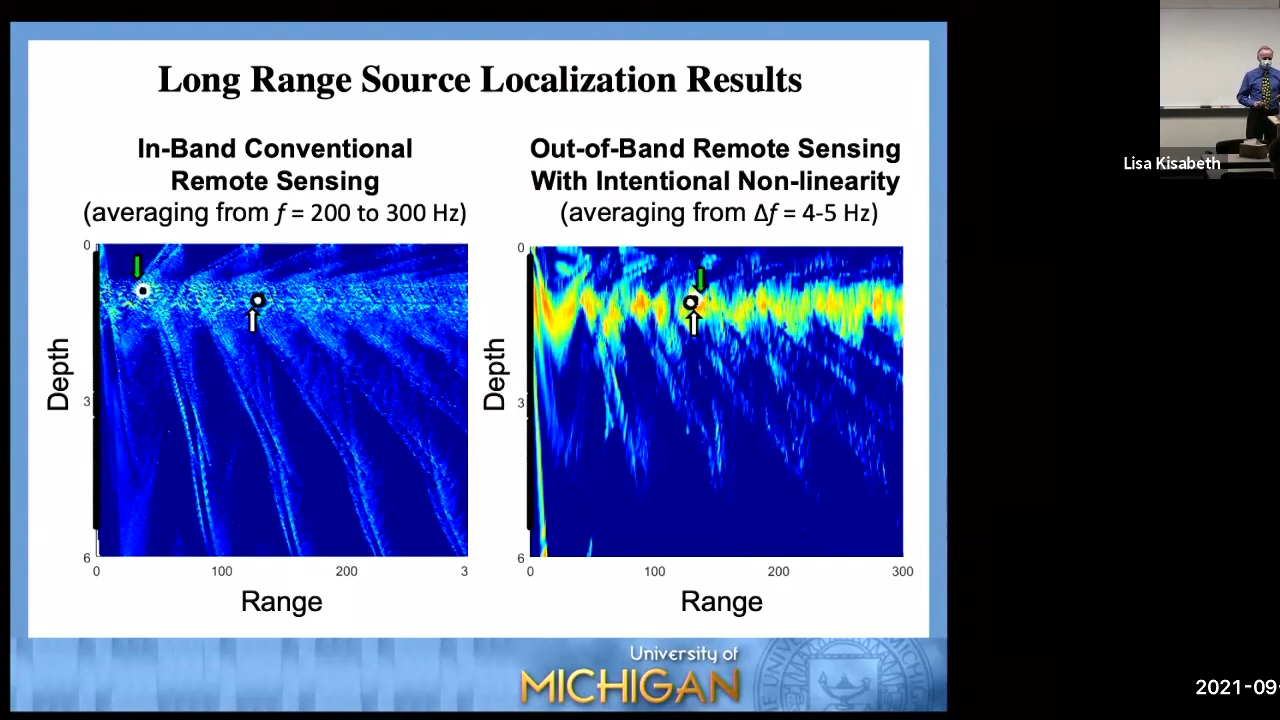 Long Range Source Localization Results
In-Band Conventional
Remote Sensing
(averaging from f = 200 to 300 Hz)
0
3
6
Depth
0
100
200
3
Range
Out-of-Band Remote Sensing
With Intentional Non-linearity
(averaging from Δf = 4-5 Hz)
0
3
6
Depth
0
100
200
300
Range
University of
MICHIGAN
Lisa Kisabeth
2021-09-